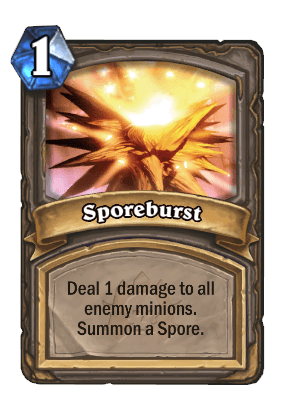 1
Sporeburst
Deal 1 damage to all
enemy minions.
Summon a Spore.